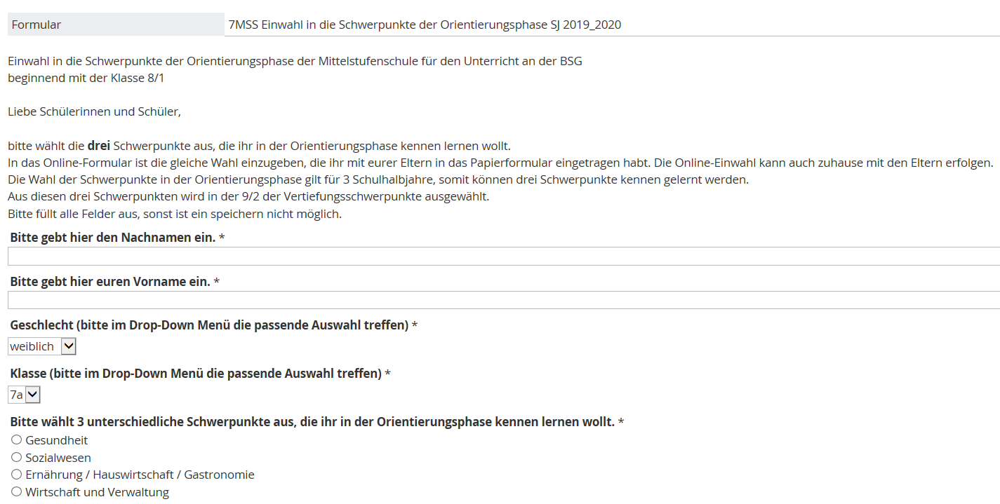 Formular 7MSS Einwahl in die Schwerpunkte der Orientierungsphase SJ 2019_2020
Einwahl in die Schwerpunkte der Orientierungsphase der Mittelstufenschule für den Unterricht an der BSG
beginnend mit der Klasse 8/1
Liebe Schülerinnen und Schüler,
bitte wählt die drei Schwerpunkte aus, die ihr in der Orientierungsphase kennen lernen wollt.
In das Online-Formular ist die gleiche Wahl einzugeben, die ihr mit eurer Eltern in das Papierformular eingetragen habt. Die Online-Einwahl kann auch zuhause mit den Eltern erfolgen.
Die Wahl der Schwerpunkte in der Orientierungsphase gilt für 3 Schulhalbjahre, somit können drei Schwerpunkte kennen gelernt werden.
Aus diesen drei Schwerpunkten wird in der 9/2 der Vertiefungsschwerpunkte ausgewählt.
Bitte füllt alle Felder aus, sonst ist ein speichern nicht möglich.
Bitte gebt hier den Nachnamen ein. *
Bitte gebt hier euren Vorname ein. *
Geschlecht (bitte im Drop-Down Menü die passende Auswahl treffen) *
weiblich
Klasse (bitte im Drop-Down Menü die passende Auswahl treffen) *
7a
Bitte wählt 3 unterschiedliche Schwerpunkte aus, die ihr in der Orientierungsphase kennen lernen wollt. *
Gesundheit
Sozialwesen
Ernährung / Hauswirtschaft / Gastronomie
Wirtschaft und Verwaltung